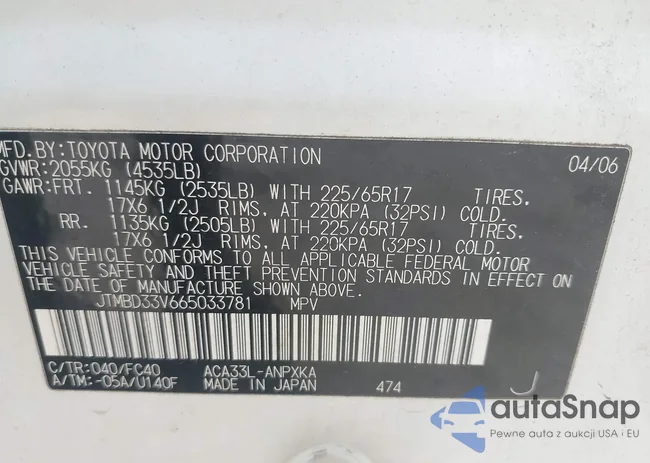 MFD. BY: TOYOTA MOTOR CORPORATION 04/06
GVWR: 2055KG (4535LB)
GAWR: FRT. 1145KG (2535LB) WITH 225/65R17 TIRES,
17X6 1/2J RIMS, AT 220KPA (32PSI) COLD.
RR. 1135KG (2505LB) WITH 225/65R17 TIRES,
17X6 1/2J RIMS, AT 220KPA (32PSI) COLD.
THIS VEHICLE CONFORMS TO ALL APPLICABLE FEDERAL MOTOR
VEHICLE SAFETY AND THEFT PREVENTION STANDARDS IN EFFECT ON
THE DATE OF MANUFACTURE SHOWN ABOVE.
JTMBD33V665033781 MPV
C/TR: 040/FC40 ACA33L-ANPXKA
A/TM: -05A/U140F MADE IN JAPAN 474 J
autoSnap
Pewne auta z aukcji USA i EU